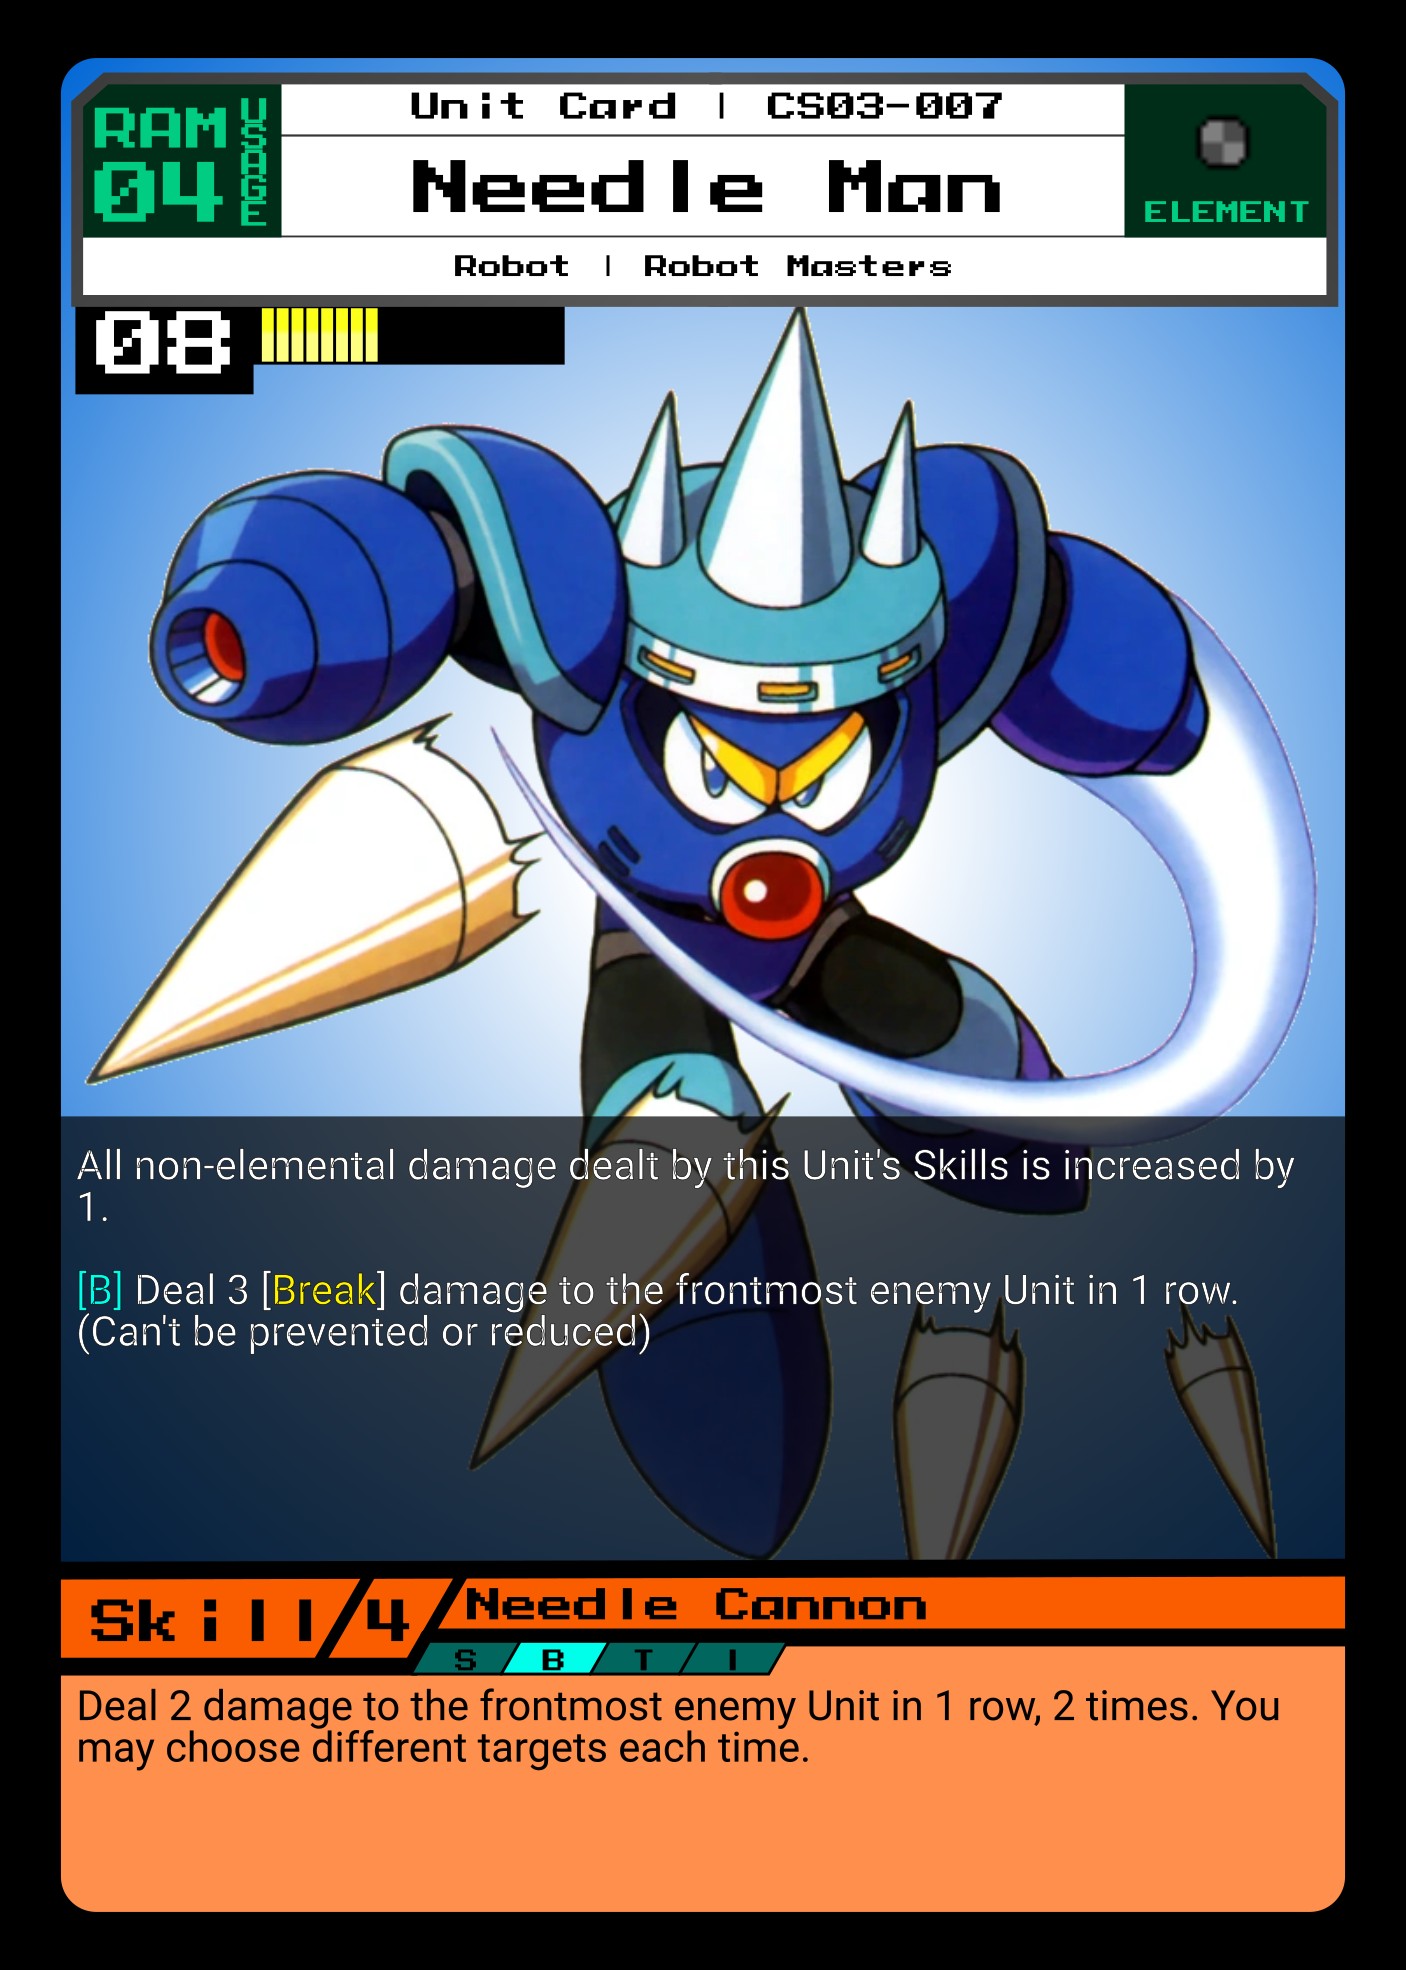 RAM
04
USAGE
Unit Card | CS03-007
Needle Man
ELEMENT
Robot | Robot Masters
08
All non-elemental damage dealt by this Unit's Skills is increased by
1.
[B] Deal 3 [Break] damage to the frontmost enemy Unit in 1 row.
(Can't be prevented or reduced)
Skill/4
Needle Cannon
S B T I
Deal 2 damage to the frontmost enemy Unit in 1 row, 2 times. You
may choose different targets each time.